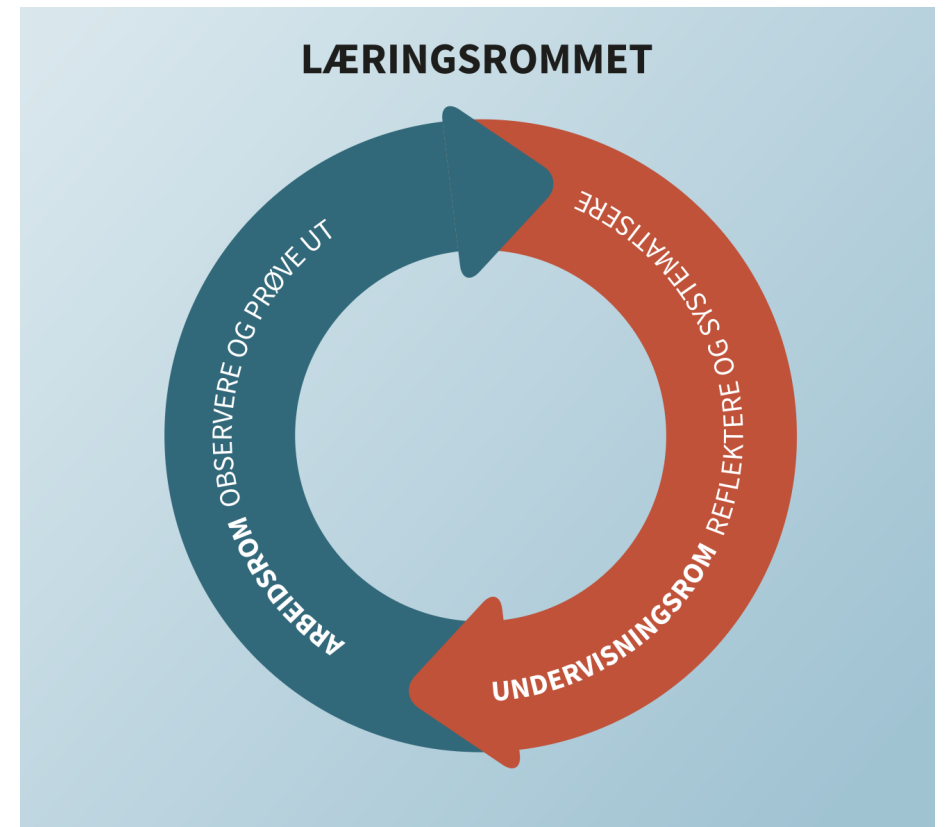 LÆRINGSROMMET
ARBEIDSROM OBSERVERE OG PRØVE UT
UNDERVISNINGSROM REFLEKTERE OG SYSTEMATISERE